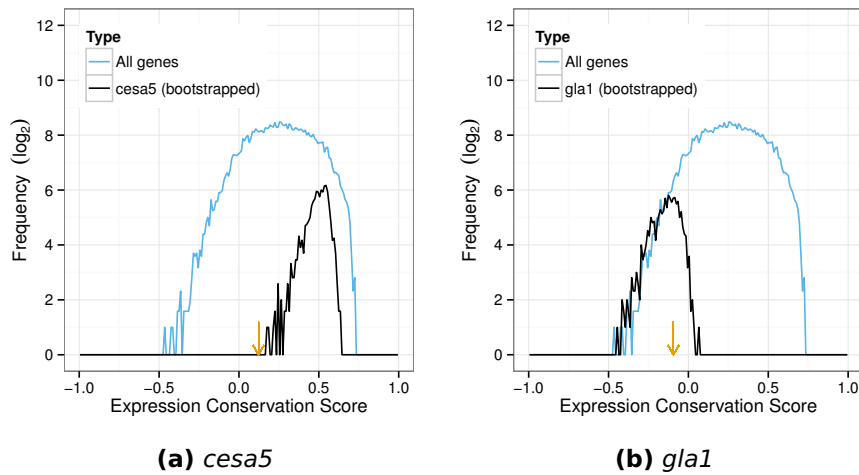 Type
All genes
cesa5 (bootstrapped)
12
10
8
6
4
2
0
Frequency (log2)
−1.0 −0.5 0.0 0.5 1.0
Expression Conservation Score
(a) cesa5
Type
All genes
gla1 (bootstrapped)
12
10
8
6
4
2
0
Frequency (log2)
−1.0 −0.5 0.0 0.5 1.0
Expression Conservation Score
(b) gla1